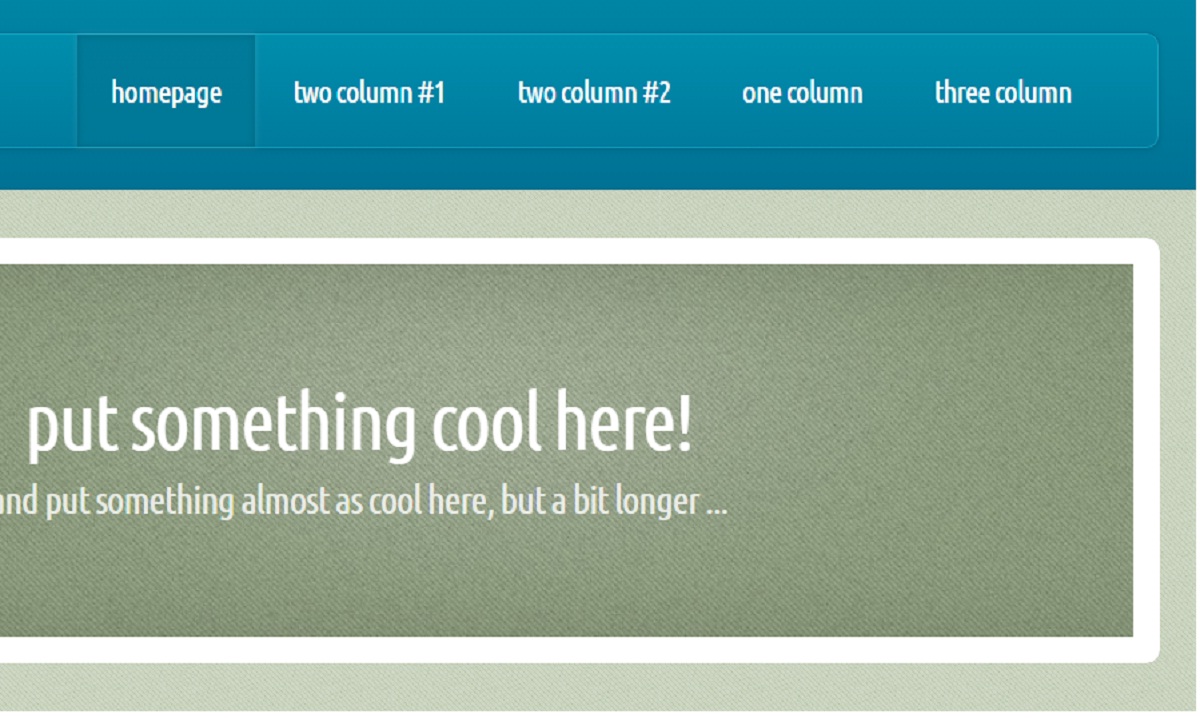 homepage two column #1 two column #2 one column three column
put something cool here!
and put something almost as cool here, but a bit longer ...